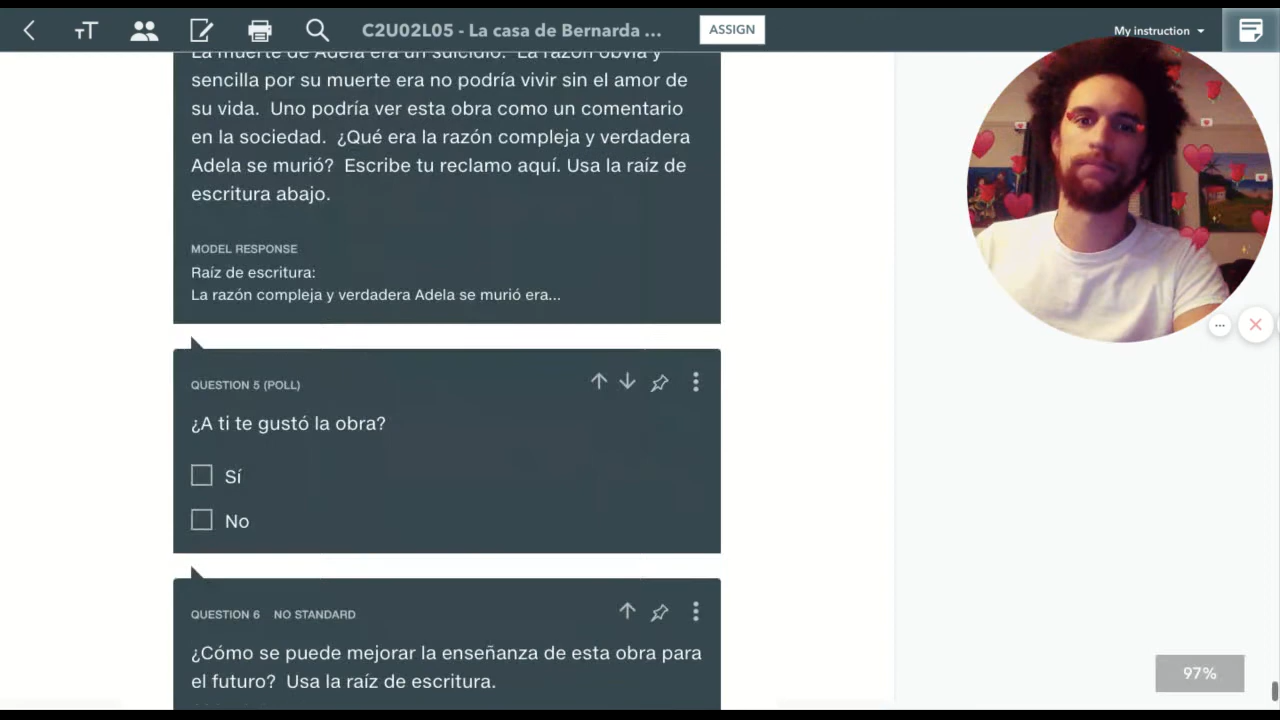 C2U02L05 - La casa de Bernarda ...
ASSIGN
My instruction
La muerte de Adela era un suicidio. La razón obvia y
sencilla por su muerte era no podría vivir sin el amor de
su vida. Uno podría ver esta obra como un comentario
en la sociedad. ¿Qué era la razón compleja y verdadera
Adela se murió? Escribe tu reclamo aquí. Usa la raíz de
escritura abajo.
MODEL RESPONSE
Raíz de escritura:
La razón compleja y verdadera Adela se murió era...
QUESTION 5 (POLL)
¿A ti te gustó la obra?
Sí
No
QUESTION 6 NO STANDARD
¿Cómo se puede mejorar la enseñanza de esta obra para
el futuro? Usa la raíz de escritura.
97%